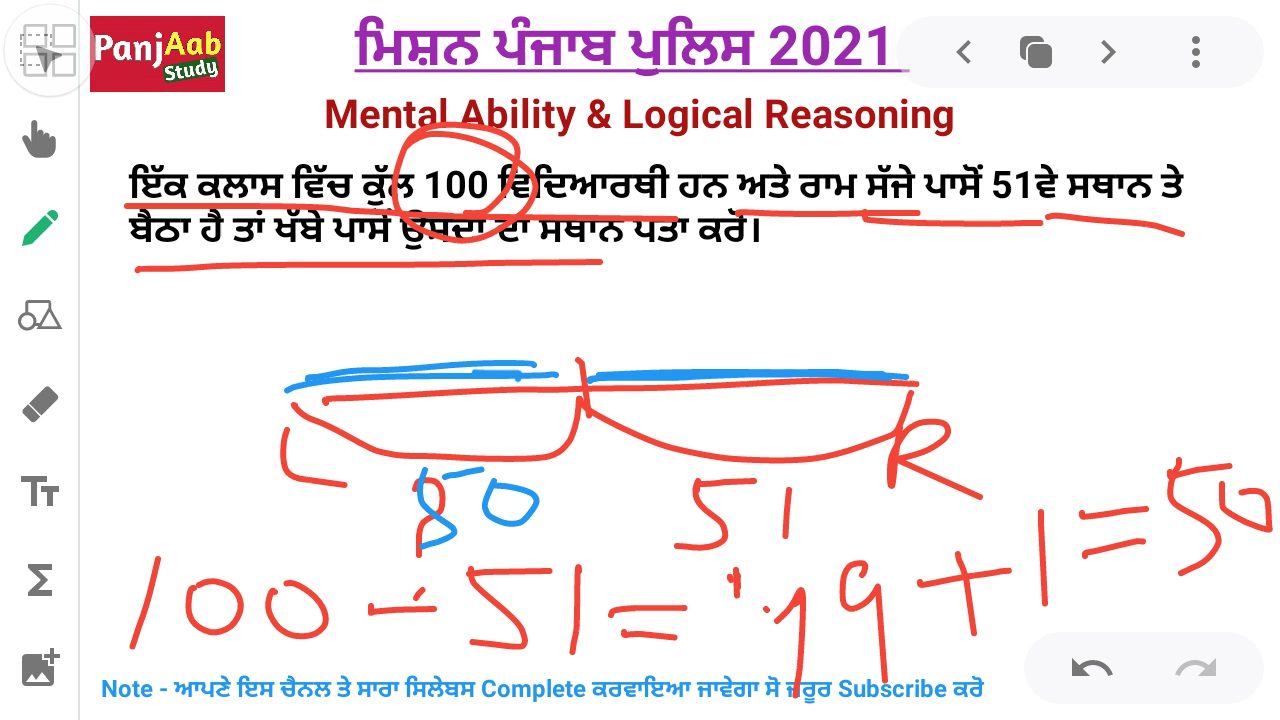 PanjAab
Study
ਮਿਸ਼ਨ ਪੰਜਾਬ ਪੁਲਿਸ 2021
Mental Ability & Logical Reasoning
ਇੱਕ ਕਲਾਸ ਵਿੱਚ ਕੁੱਲ 100 ਵਿਦਿਆਰਥੀ ਹਨ ਅਤੇ ਰਾਮ ਸੱਜੇ ਪਾਸੋਂ 51ਵੇ ਸਥਾਨ ਤੇ
ਬੈਠਾ ਹੈ ਤਾਂ ਖੱਬੇ ਪਾਸੋਂ ਉਸਦਾ ਦਾ ਸਥਾਨ ਪਤਾ ਕਰੋਂ।
L R
50 51
100 - 51 = 49 + 1 = 50
Note - ਆਪਣੇ ਇਸ ਚੈਨਲ ਤੇ ਸਾਰਾ ਸਿਲੇਬਸ Complete ਕਰਵਾਇਆ ਜਾਵੇਗਾ ਸੋ ਜ਼ਰੂਰ Subscribe ਕਰੋ